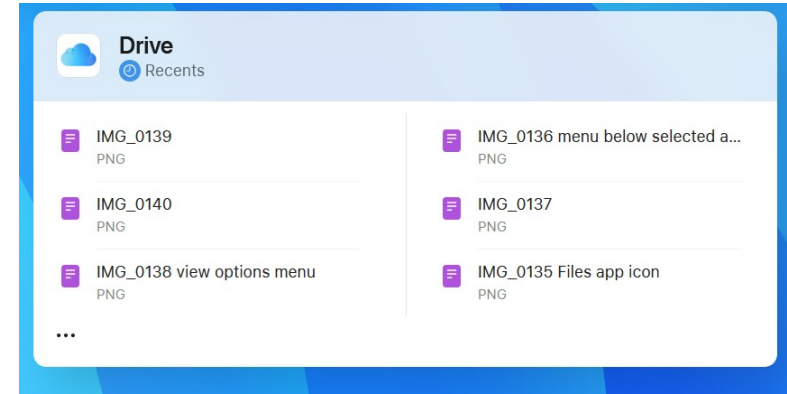 Drive
Recents
IMG_0139
PNG
IMG_0140
PNG
IMG_0138 view options menu
PNG
IMG_0136 menu below selected a...
PNG
IMG_0137
PNG
IMG_0135 Files app icon
PNG
...